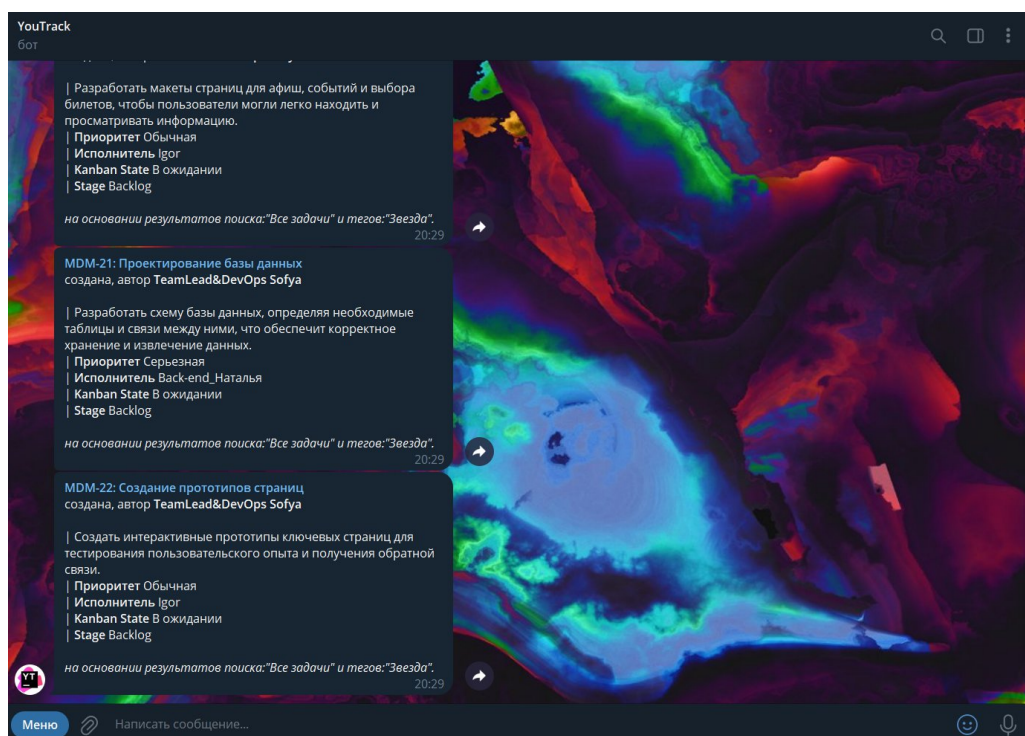 YouTrack
бот
| Разработать макеты страниц для афиш, событий и выбора
билетов, чтобы пользователи могли легко находить и
просматривать информацию.
| Приоритет Обычная
| Исполнитель Igor
| Kanban State В ожидании
| Stage Backlog
на основании результатов поиска:"Все задачи" и тегов:"Звезда".
20:29
MDM-21: Проектирование базы данных
создана, автор TeamLead&DevOps Sofya
| Разработать схему базы данных, определяя необходимые
таблицы и связи между ними, что обеспечит корректное
хранение и извлечение данных.
| Приоритет Серьезная
| Исполнитель Back-end_Наталья
| Kanban State В ожидании
| Stage Backlog
на основании результатов поиска:"Все задачи" и тегов:"Звезда".
20:29
MDM-22: Создание прототипов страниц
создана, автор TeamLead&DevOps Sofya
| Создать интерактивные прототипы ключевых страниц для
тестирования пользовательского опыта и получения обратной
связи.
| Приоритет Обычная
| Исполнитель Igor
| Kanban State В ожидании
| Stage Backlog
на основании результатов поиска:"Все задачи" и тегов:"Звезда".
20:29
YT
Меню
Написать сообщение...